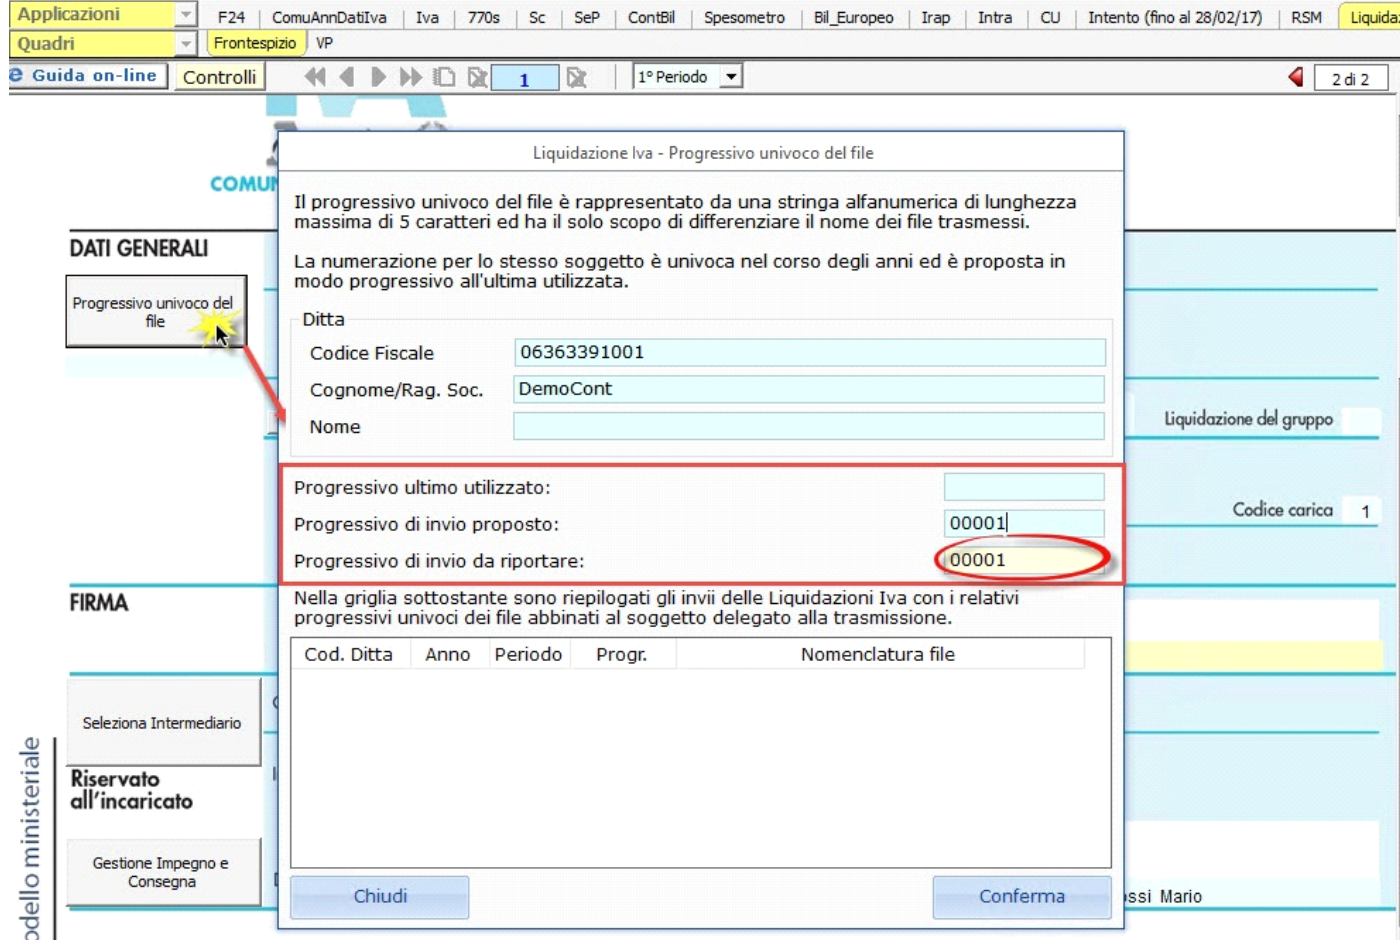 Applicazioni
F24 | ComuAnnDatiIva | Iva | 770s | Sc | SeP | ContBil | Spesometro | Bil_Europeo | Irap | Intra | CU | Intento (fino al 28/02/17) | RSM
Quadri
Frontespizio VP
Guida on-line Controlli 1 1° Periodo 2 di 2
Liquidazione Iva - Progressivo univoco del file
Il progressivo univoco del file è rappresentato da una stringa alfanumerica di lunghezza
massima di 5 caratteri ed ha il solo scopo di differenziare il nome dei file trasmessi.
La numerazione per lo stesso soggetto è univoca nel corso degli anni ed è proposta in
modo progressivo all'ultima utilizzata.
DATI GENERALI
Progressivo univoco del
file
Ditta
Codice Fiscale 06363391001
Cognome/Rag. Soc. DemoCont
Nome
Liquidazione del gruppo
Progressivo ultimo utilizzato:
Progressivo di invio proposto: 00001
Progressivo di invio da riportare: 00001
Codice carica 1
FIRMA
Nella griglia sottostante sono riepilogati gli invii delle Liquidazioni Iva con i relativi
progressivi univoci dei file abbinati al soggetto delegato alla trasmissione.
Cod. Ditta Anno Periodo Progr. Nomenclatura file
Seleziona Intermediario
Riservato
all'incaricato
Gestione Impegno e
Consegna
Chiudi Conferma
Mario
ministeriale